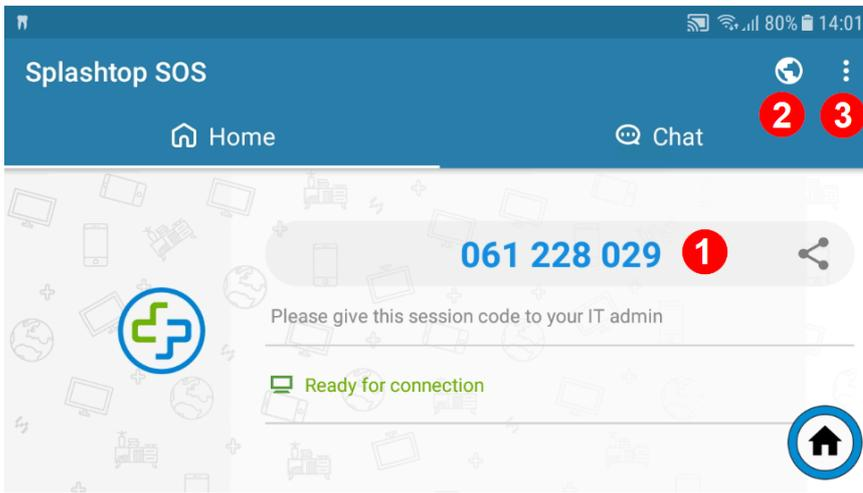 80% 14:01
Splashtop SOS
2 3
Home Chat
061 228 029 1
Please give this session code to your IT admin
Ready for connection